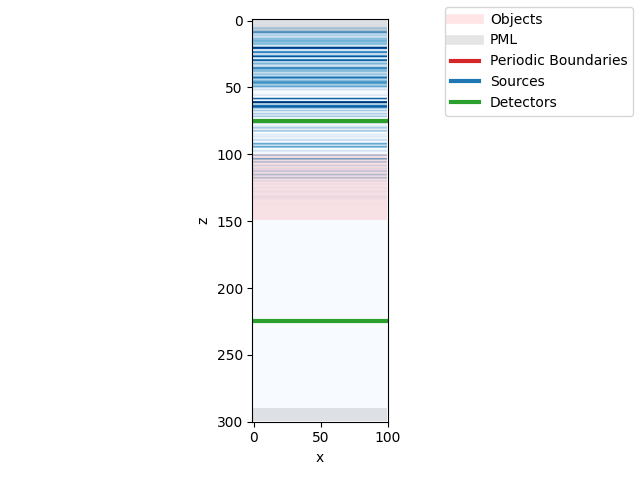 Objects
PML
Periodic Boundaries
Sources
Detectors
0
50
100
150
200
250
300
z
0
50
100
x